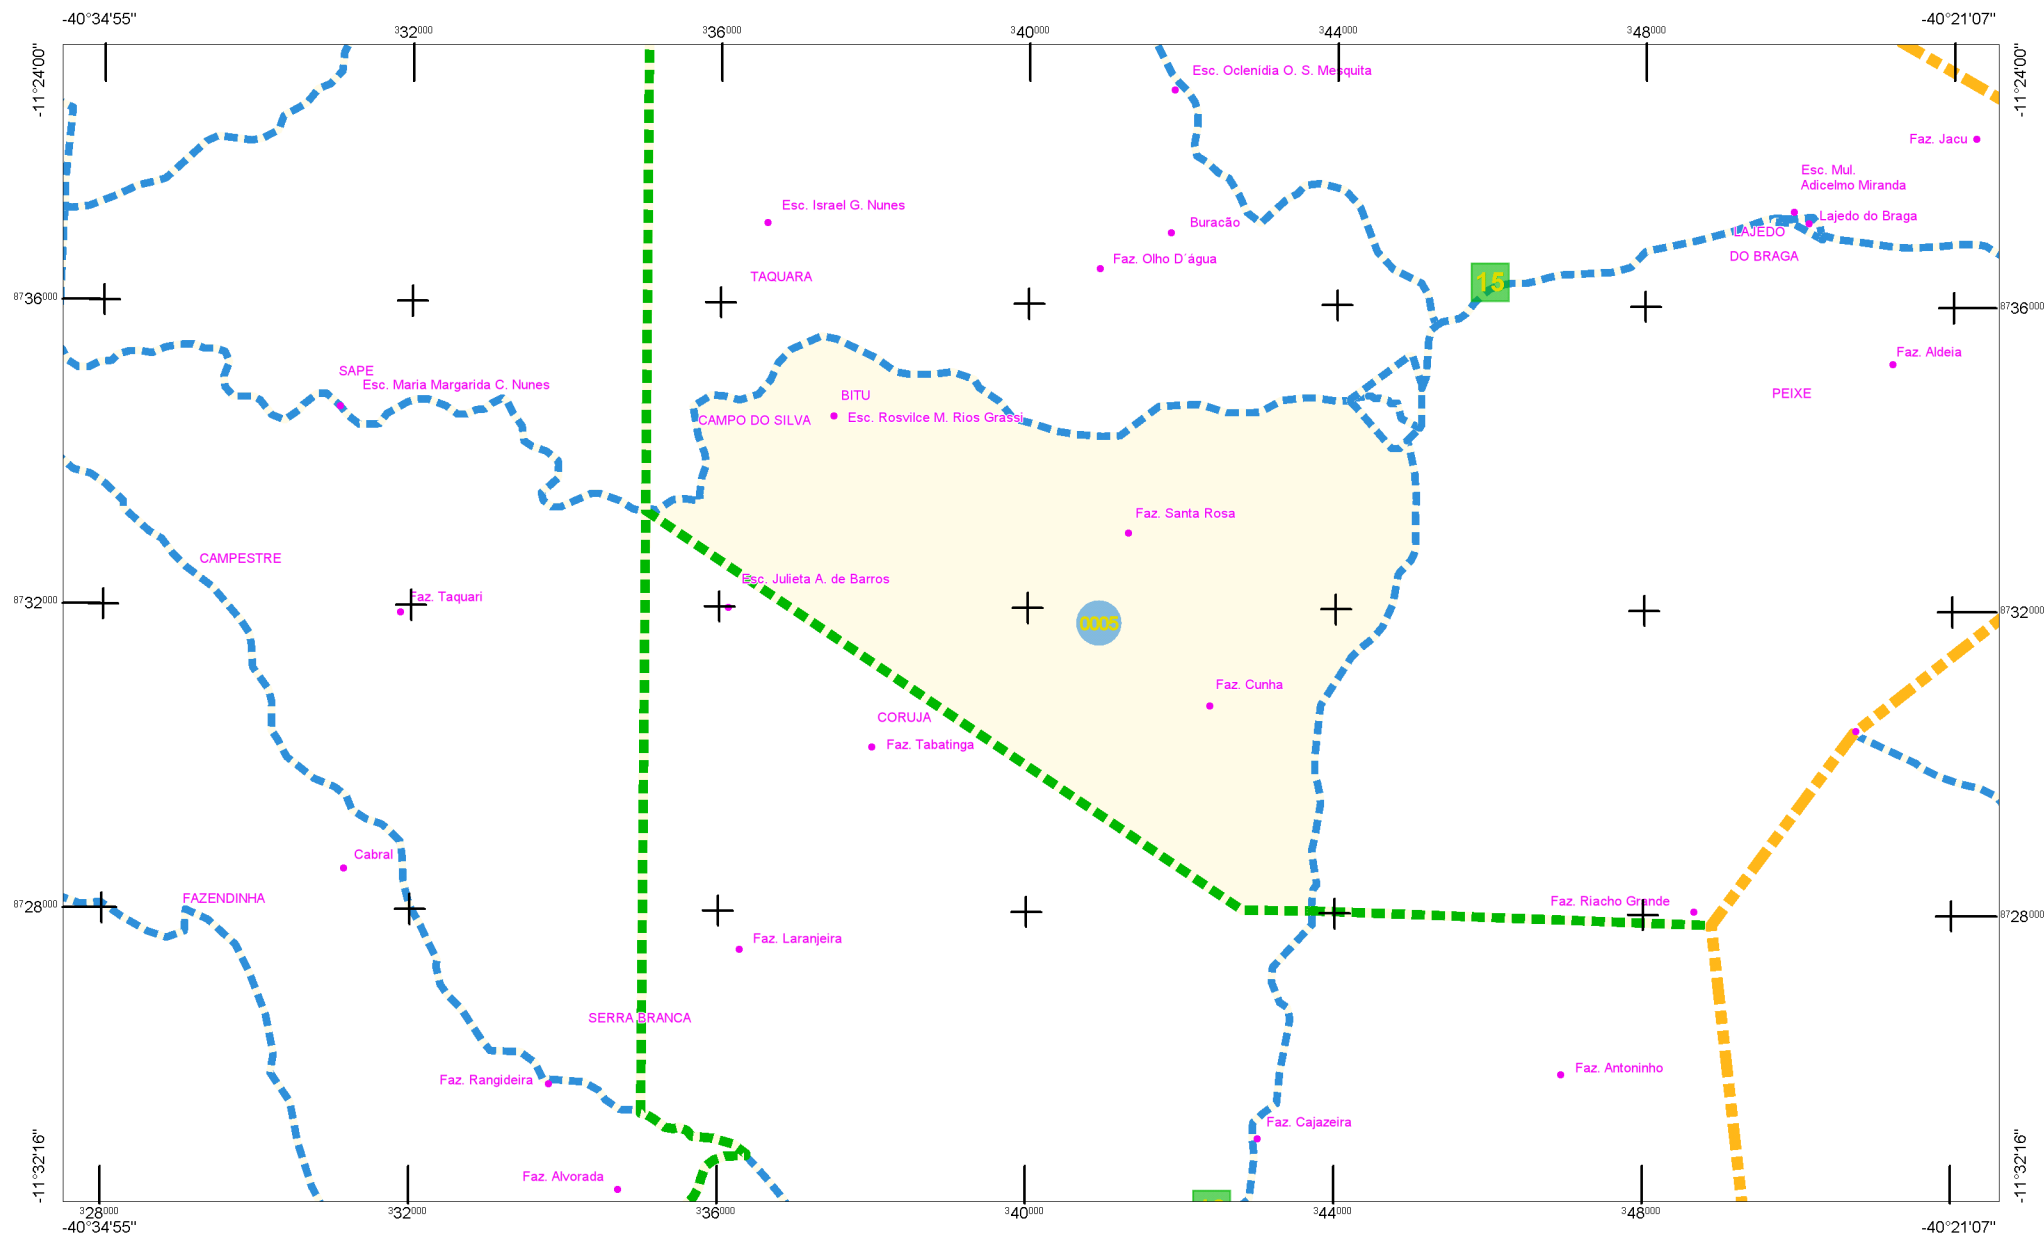 -40°34'55"
-40°21'07"
332000
336000
340000
344000
348000
-11°24'00"
-11°24'00"
Esc. Oclenídia O. S. Mesquita
Faz. Jacu
Esc. Mul.
Adicelmo Miranda
Esc. Israel G. Nunes
Buracão
Lajedo do Braga
LAJEDO
DO BRAGA
Faz. Olho D´água
TAQUARA
15
8736000
8736000
Faz. Aldeia
SAPE
Esc. Maria Margarida C. Nunes
BITU
PEIXE
CAMPO DO SILVA
Esc. Rosvilce M. Rios Grassi
Faz. Santa Rosa
CAMPESTRE
Esc. Julieta A. de Barros
Faz. Taquari
8732000
8732000
0005
Faz. Cunha
CORUJA
Faz. Tabatinga
Cabral
FAZENDINHA
Faz. Riacho Grande
8728000
8728000
Faz. Laranjeira
SERRA BRANCA
Faz. Rangideira
Faz. Antoninho
Faz. Cajazeira
Faz. Alvorada
-11°32'16"
-11°32'16"
328000
332000
336000
340000
344000
348000
-40°34'55"
-40°21'07"